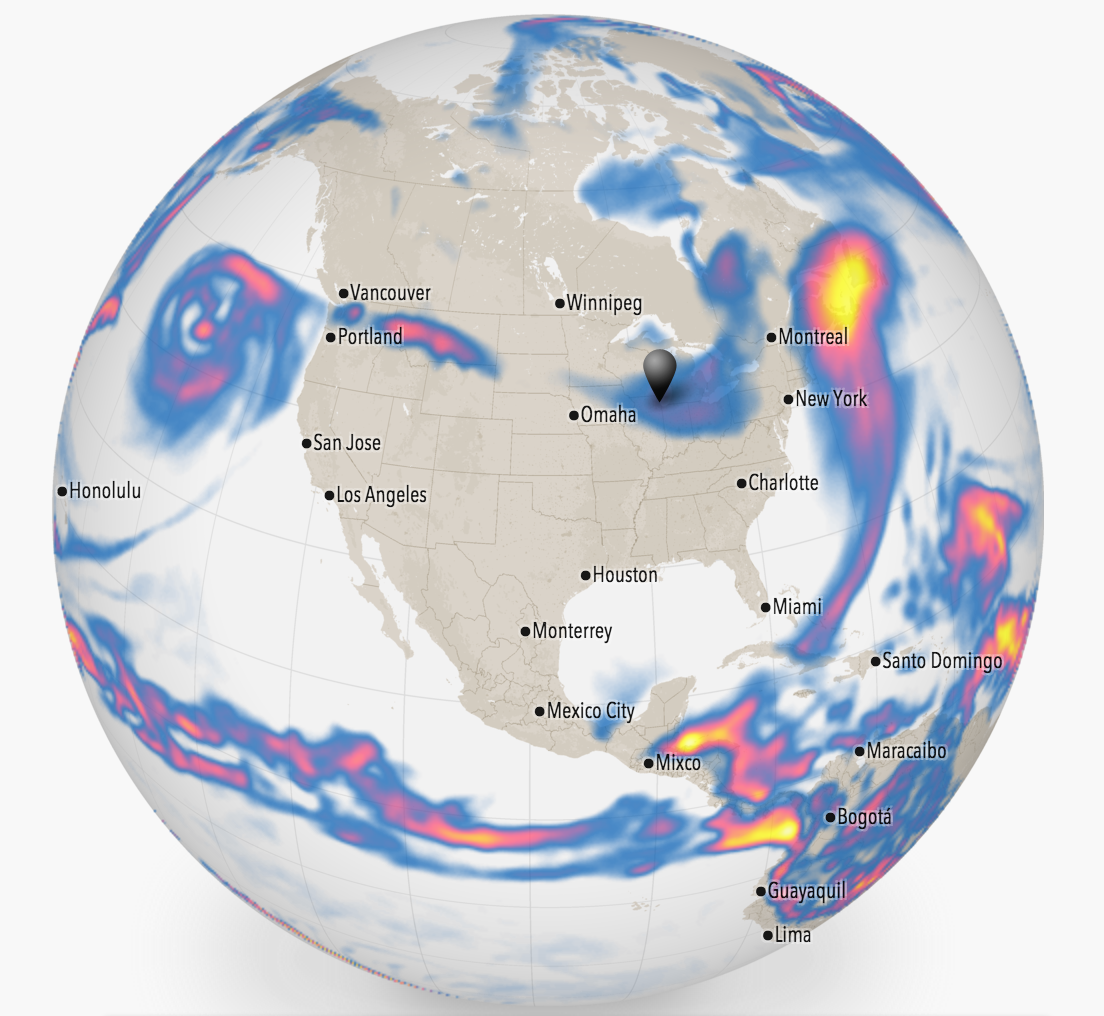 Vancouver
Winnipeg
Portland
Montreal
New York
Omaha
San Jose
Charlotte
Honolulu
Los Angeles
Houston
Miami
Monterrey
Santo Domingo
Mexico City
Maracaibo
Mixco
Bogotá
Guayaquil
Lima